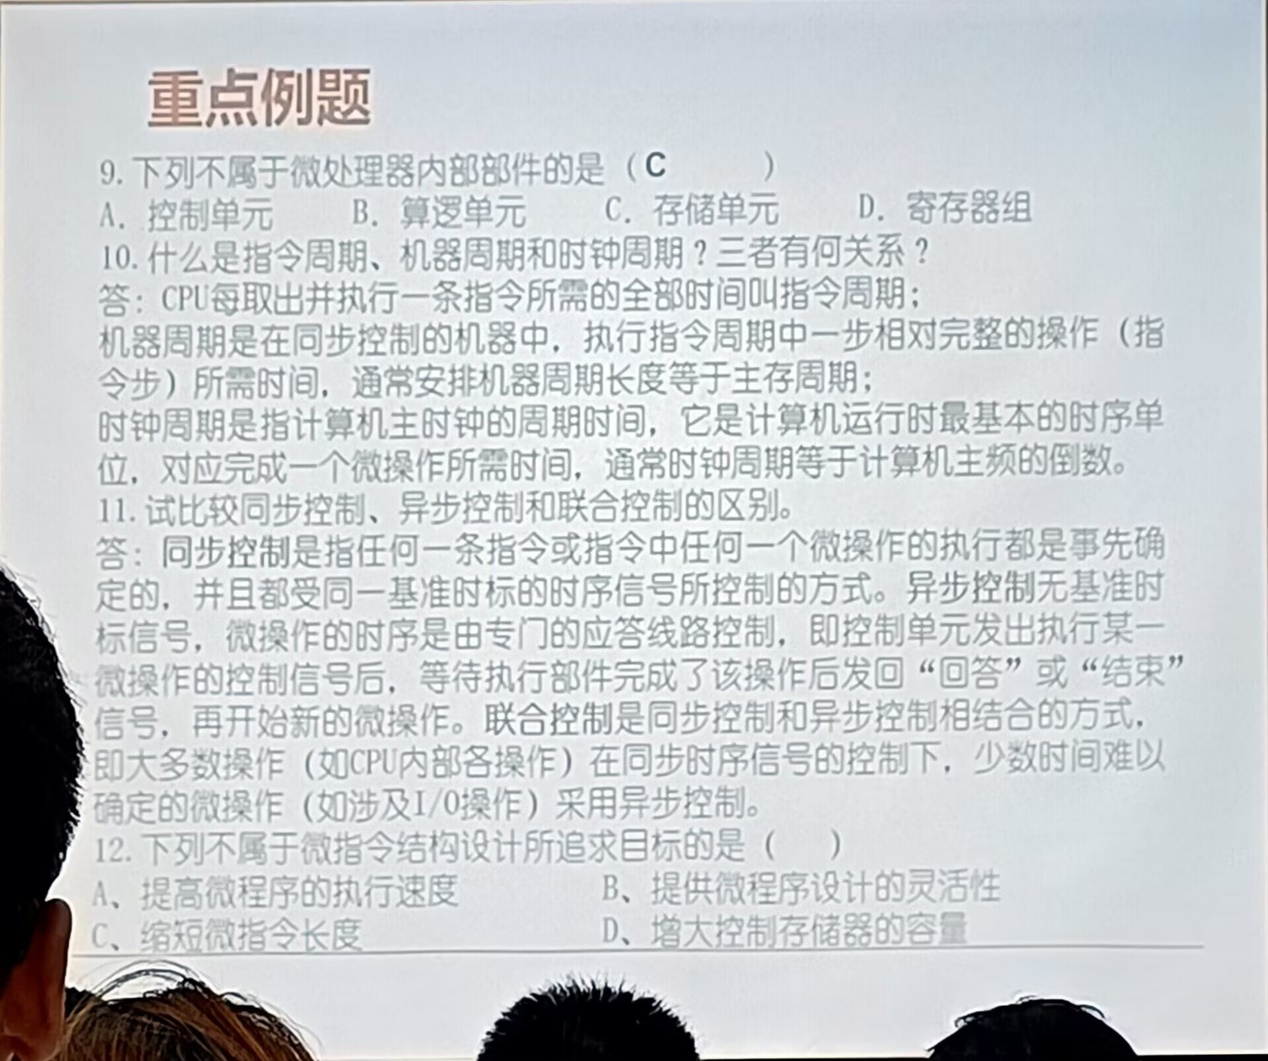 重点例题
9. 下列不属于微处理器内部部件的是（C ）
A. 控制单元 B. 算逻单元 C. 存储单元 D. 寄存器组
10. 什么是指令周期、机器周期和时钟周期？三者有何关系？
答：CPU每取出并执行一条指令所需的全部时间叫指令周期；
机器周期是在同步控制的机器中，执行指令周期中一步相对完整的操作（指
令步）所需时间，通常安排机器周期长度等于主存周期；
时钟周期是指计算机主时钟的周期时间，它是计算机运行时最基本的时序单
位，对应完成一个微操作所需时间，通常时钟周期等于计算机主频的倒数。
11. 试比较同步控制、异步控制和联合控制的区别。
答：同步控制是指任何一条指令或指令中任何一个微操作的执行都是事先确
定的，并且都受同一基准时标的时序信号所控制的方式。异步控制无基准时
标信号，微操作的时序是由专门的应答线路控制，即控制单元发出执行某一
微操作的控制信号后，等待执行部件完成了该操作后发回“回答”或“结束”
信号，再开始新的微操作。联合控制是同步控制和异步控制相结合的方式，
即大多数操作（如CPU内部各操作）在同步时序信号的控制下，少数时间难以
确定的微操作（如涉及I/O操作）采用异步控制。
12. 下列不属于微指令结构设计所追求目标的是（ ）
A、提高微程序的执行速度 B、提供微程序设计的灵活性
C、缩短微指令长度 D、增大控制存储器的容量